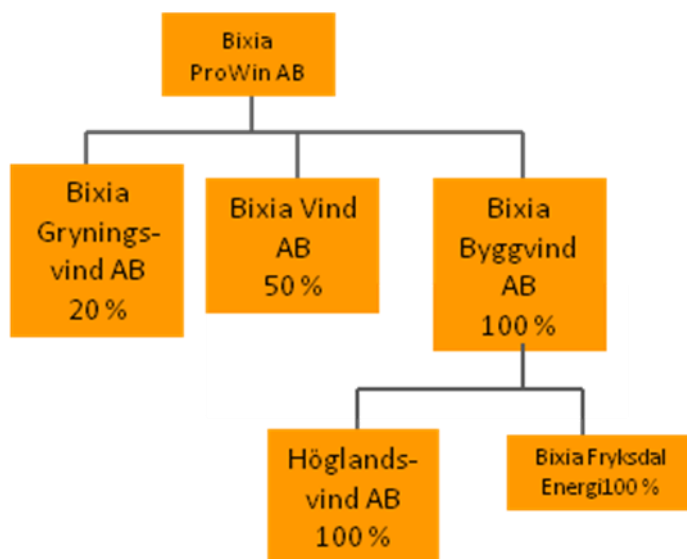 Bixia
ProWin AB
Bixia
Grynings-
vind AB
20 %
Bixia Vind
AB
50 %
Bixia
Byggvind
AB
100 %
Höglands-
vind AB
100 %
Bixia Fryksdal
Energi100 %